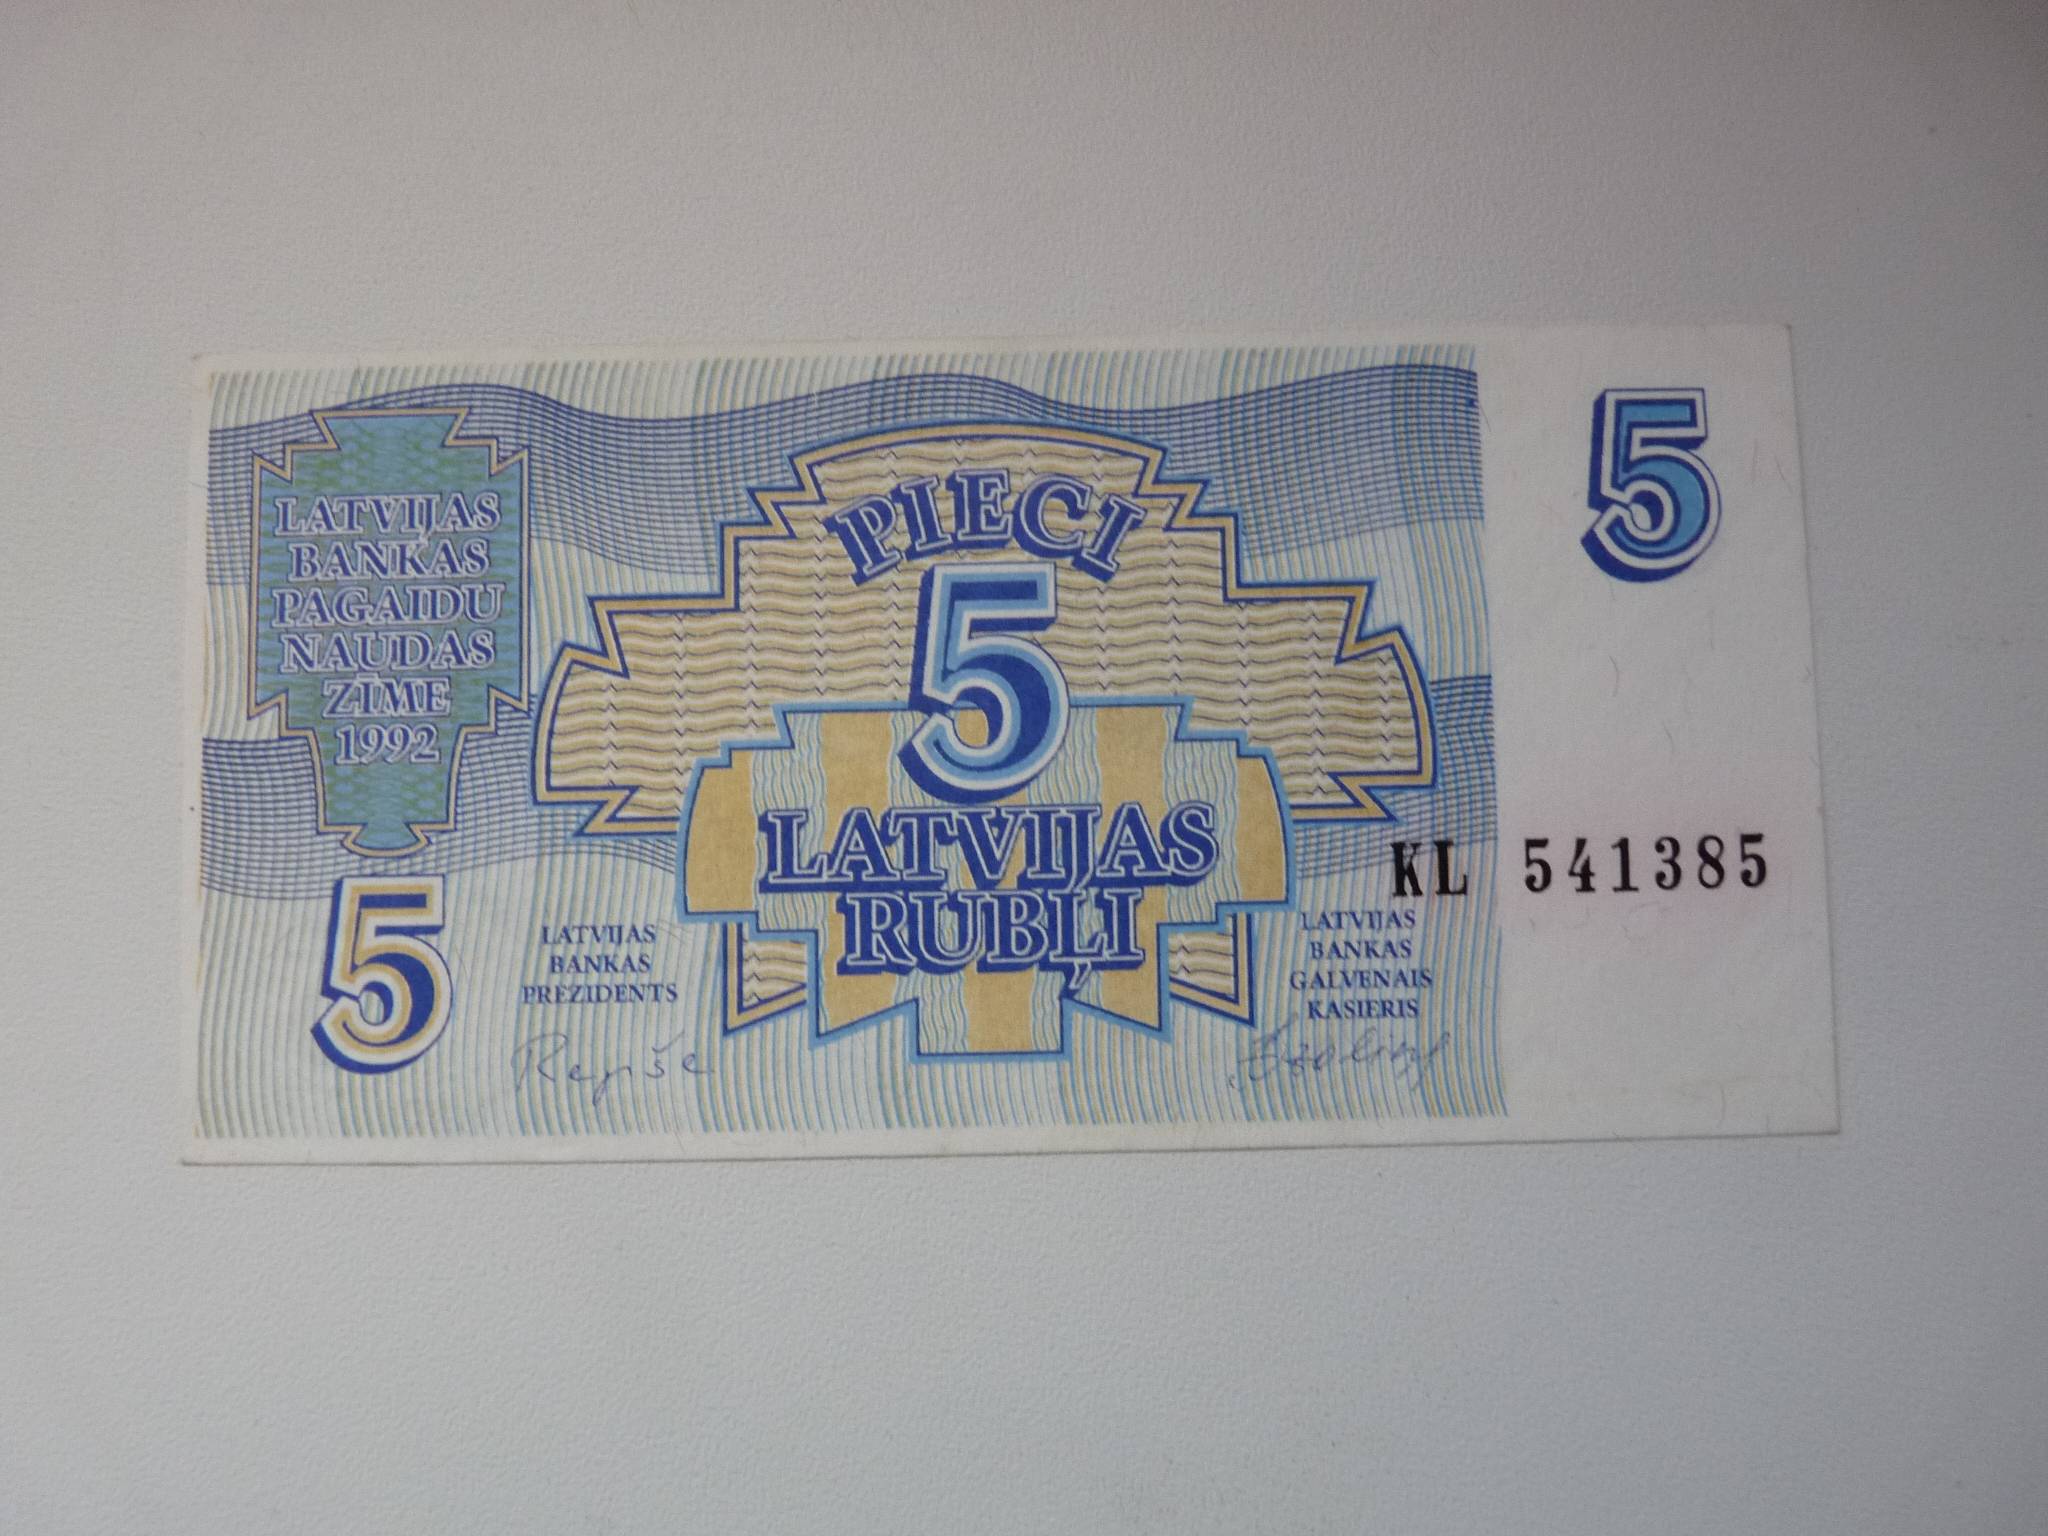 LATVIJAS
BANKAS
PAGAIDU
NAUDAS
ZĪME
1992
5
PIECI
5
LATVIJAS
RUBĻI
5
KL 541385
LATVIJAS
BANKAS
PREZIDENTS
Repše
LATVIJAS
BANKAS
GALVENAIS
KASIERIS